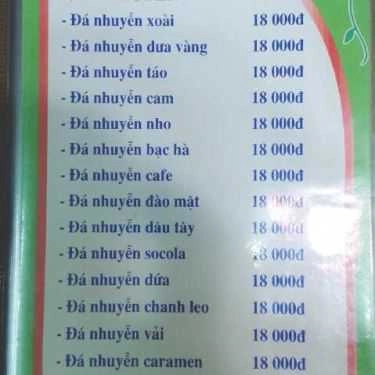 - Đá nhuyễn xoài 18 000đ
- Đá nhuyễn dưa vàng 18 000đ
- Đá nhuyễn táo 18 000đ
- Đá nhuyễn cam 18 000đ
- Đá nhuyễn nho 18 000đ
- Đá nhuyễn bạc hà 18 000đ
- Đá nhuyễn cafe 18 000đ
- Đá nhuyễn đào mật 18 000đ
- Đá nhuyễn dâu tây 18 000đ
- Đá nhuyễn socola 18 000đ
- Đá nhuyễn dứa 18 000đ
- Đá nhuyễn chanh leo 18 000đ
- Đá nhuyễn vải 18 000đ
- Đá nhuyễn caramen 18 000đ